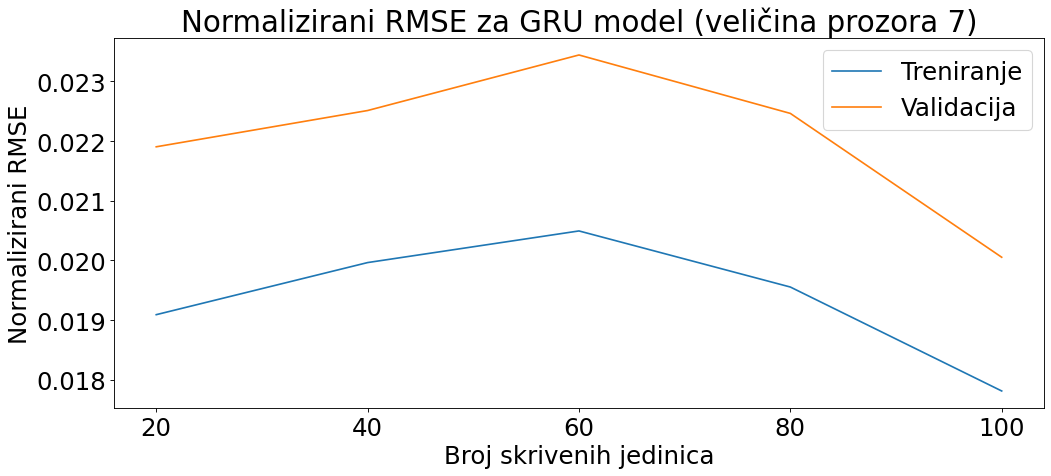 Normalizirani RMSE za GRU model (veličina prozora 7)
Treniranje
Validacija
Normalizirani RMSE
0.023
0.022
0.021
0.020
0.019
0.018
20 40 60 80 100
Broj skrivenih jedinica